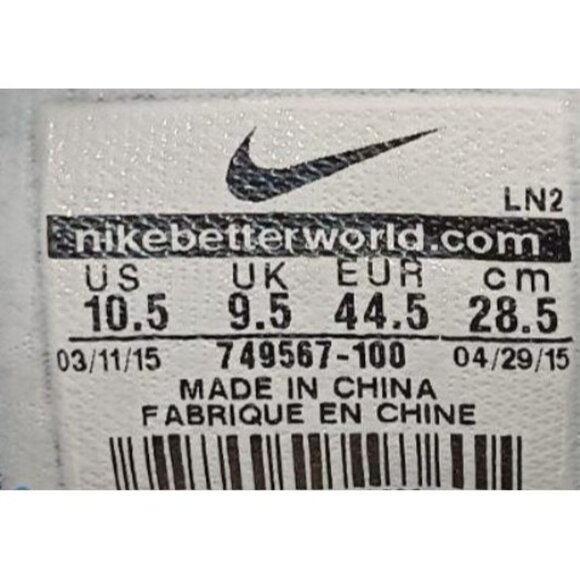 LN2
nikebetterworld.com
US UK EUR cm
10.5 9.5 44.5 28.5
03/11/15 749567-100 04/29/15
MADE IN CHINA
FABRIQUE EN CHINE